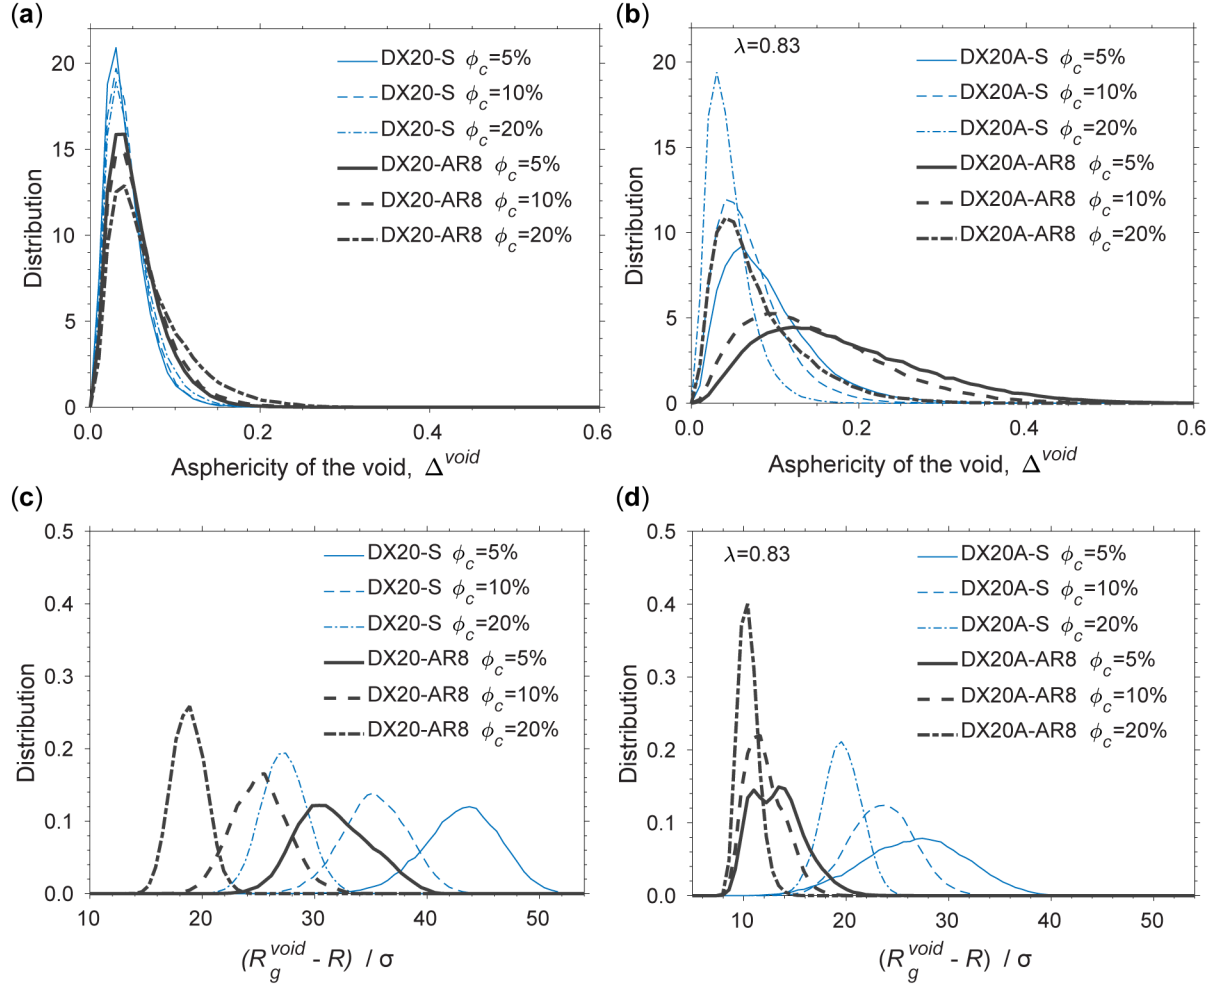 (a)
Distribution
20
15
10
5
0
0.0
0.2
0.4
0.6
DX20-S ϕc=5%
DX20-S ϕc=10%
DX20-S ϕc=20%
DX20-AR8 ϕc=5%
DX20-AR8 ϕc=10%
DX20-AR8 ϕc=20%
Asphericity of the void, Δ^void
(b)
λ=0.83
Distribution
20
15
10
5
0
0.0
0.2
0.4
0.6
DX20A-S ϕc=5%
DX20A-S ϕc=10%
DX20A-S ϕc=20%
DX20A-AR8 ϕc=5%
DX20A-AR8 ϕc=10%
DX20A-AR8 ϕc=20%
Asphericity of the void, Δ^void
(c)
Distribution
0.5
0.4
0.3
0.2
0.1
0.0
10
20
30
40
50
DX20-S ϕc=5%
DX20-S ϕc=10%
DX20-S ϕc=20%
DX20-AR8 ϕc=5%
DX20-AR8 ϕc=10%
DX20-AR8 ϕc=20%
(R_g^void - R) / σ
(d)
λ=0.83
Distribution
0.5
0.4
0.3
0.2
0.1
0.0
10
20
30
40
50
DX20A-S ϕc=5%
DX20A-S ϕc=10%
DX20A-S ϕc=20%
DX20A-AR8 ϕc=5%
DX20A-AR8 ϕc=10%
DX20A-AR8 ϕc=20%
(R_g^void - R) / σ